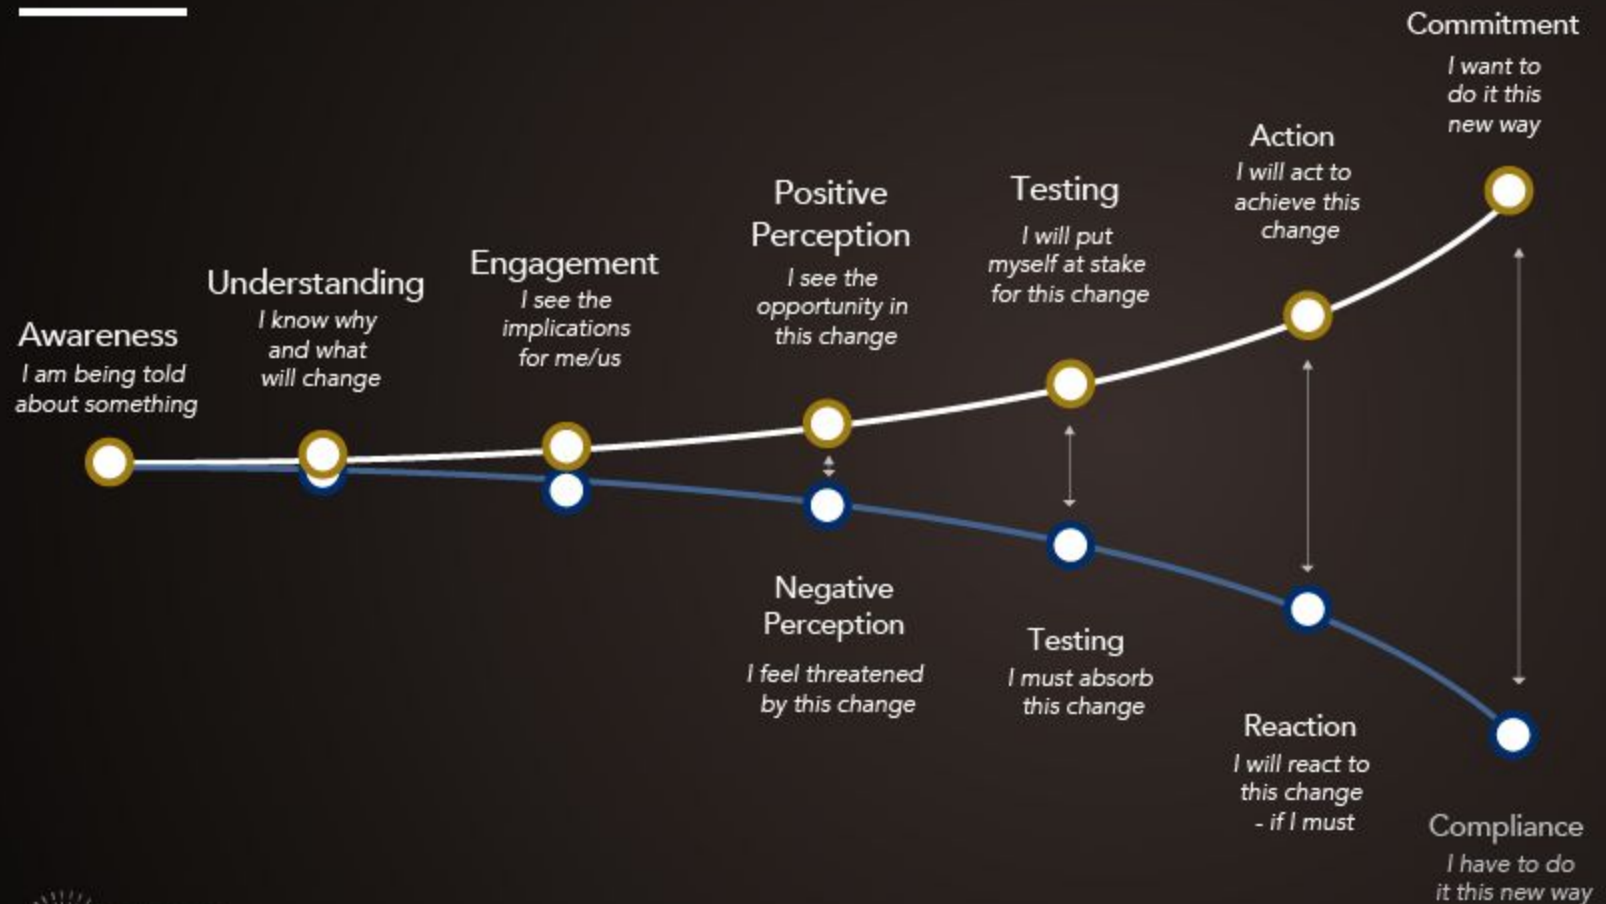 Awareness
I am being told
about something
Understanding
I know why
and what
will change
Engagement
I see the
implications
for me/us
Positive
Perception
I see the
opportunity in
this change
Testing
I will put
myself at stake
for this change
Action
I will act to
achieve this
change
Commitment
I want to
do it this
new way
Negative
Perception
I feel threatened
by this change
Testing
I must absorb
this change
Reaction
I will react to
this change
- if I must
Compliance
I have to do
it this new way